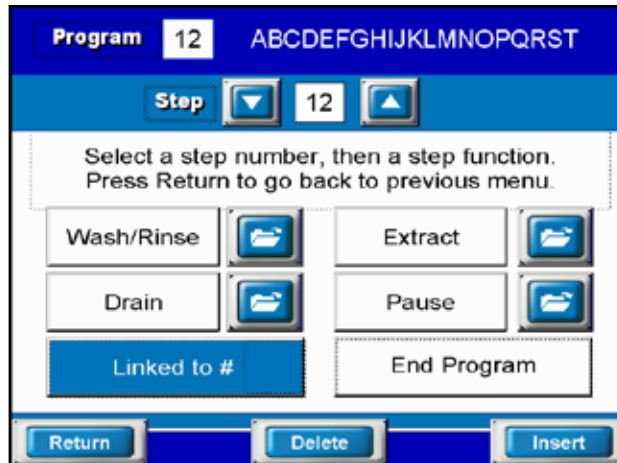 Program 12 ABCDEFGHIJKLMNOPQRST
Step 12
Select a step number, then a step function.
Press Return to go back to previous menu.
Wash/Rinse Extract
Drain Pause
Linked to # End Program
Return Delete Insert